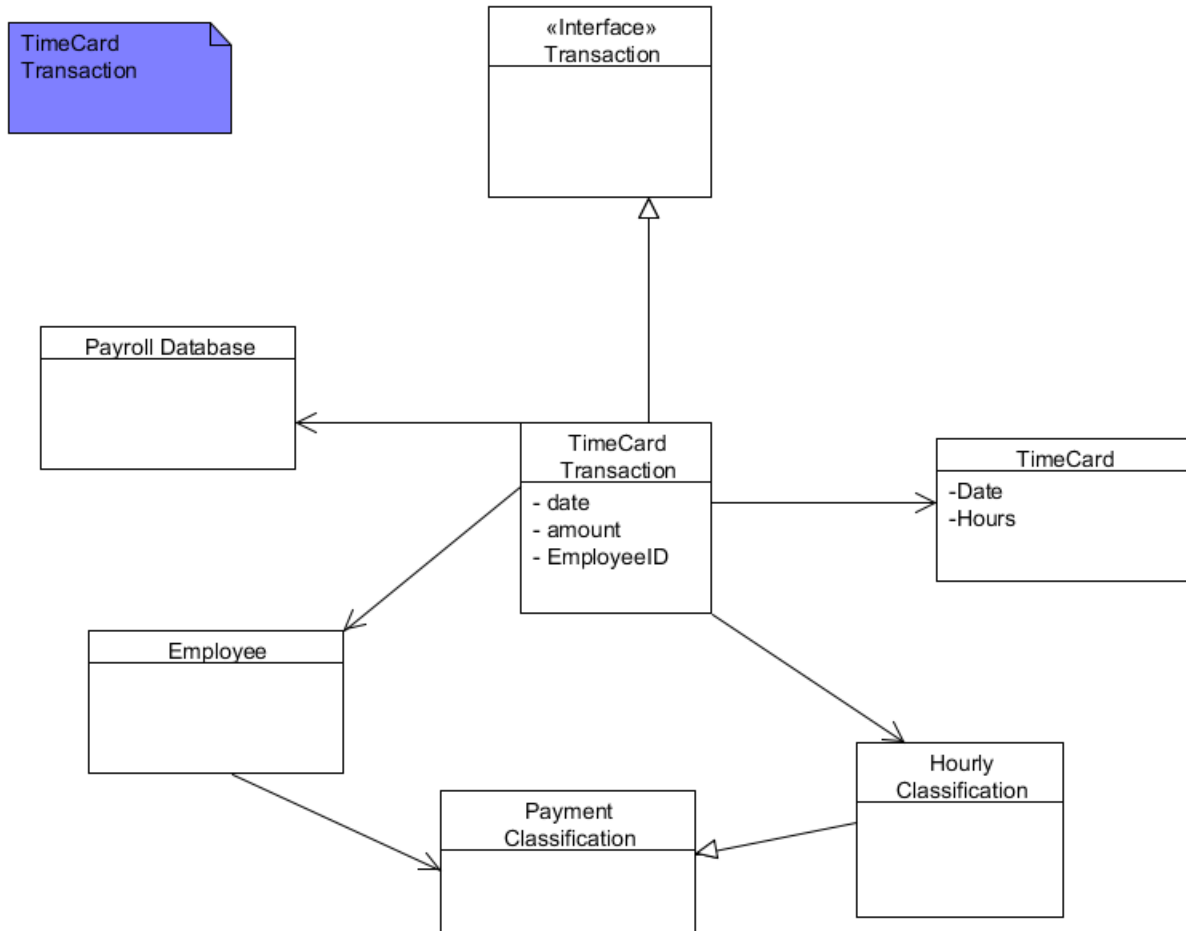 TimeCard
Transaction
«Interface»
Transaction
Payroll Database
TimeCard
Transaction
- date
- amount
- EmployeeID
TimeCard
-Date
-Hours
Employee
Payment
Classification
Hourly
Classification